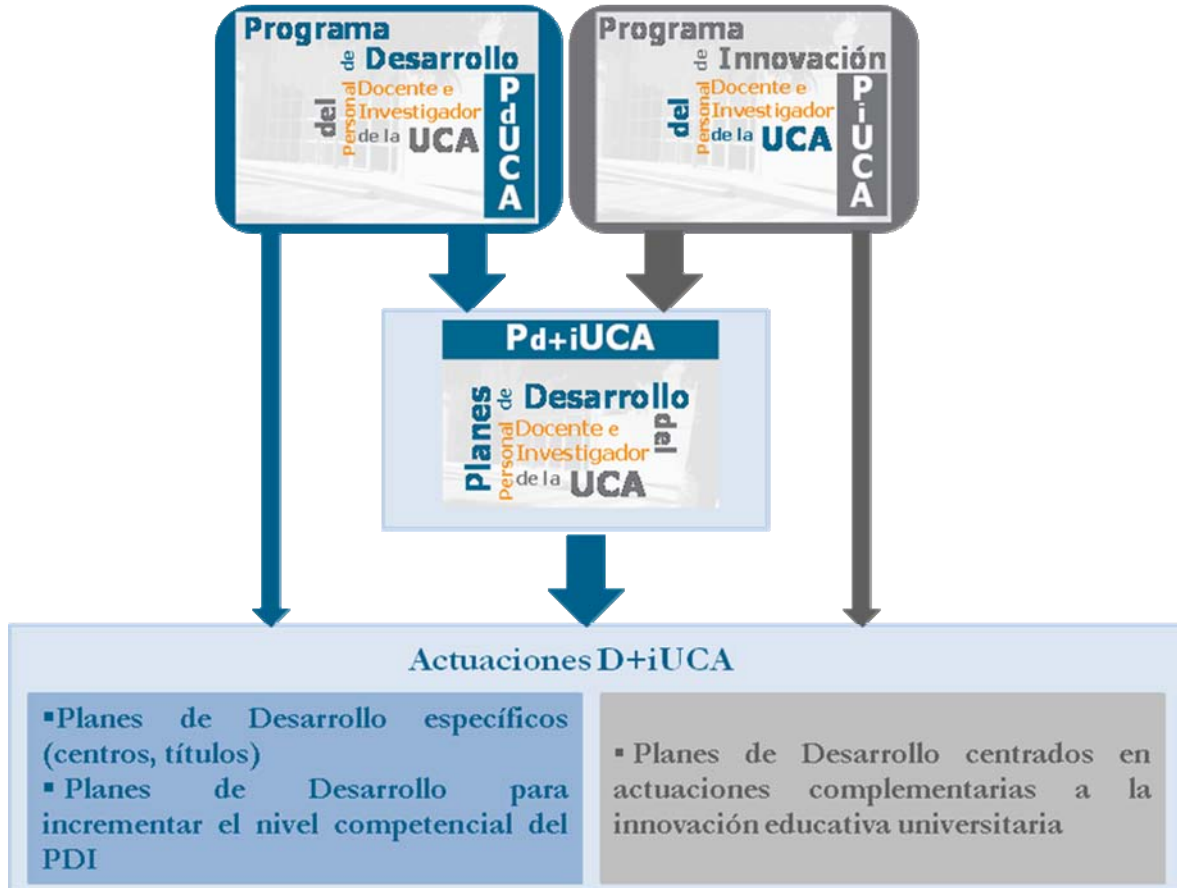 Programa
de Desarrollo
del
Personal
Docente e
Investigador
de la UCA
PdUCA
Programa
de Innovación
del
Personal
Docente e
Investigador
de la UCA
PiUCA
Pd+iUCA
Planes
de Desarrollo
del
Personal
Docente e
Investigador
de la UCA
Actuaciones D+iUCA
▪Planes de Desarrollo específicos
(centros, títulos)
▪ Planes de Desarrollo para
incrementar el nivel competencial del
PDI
▪ Planes de Desarrollo centrados en
actuaciones complementarias a la
innovación educativa universitaria